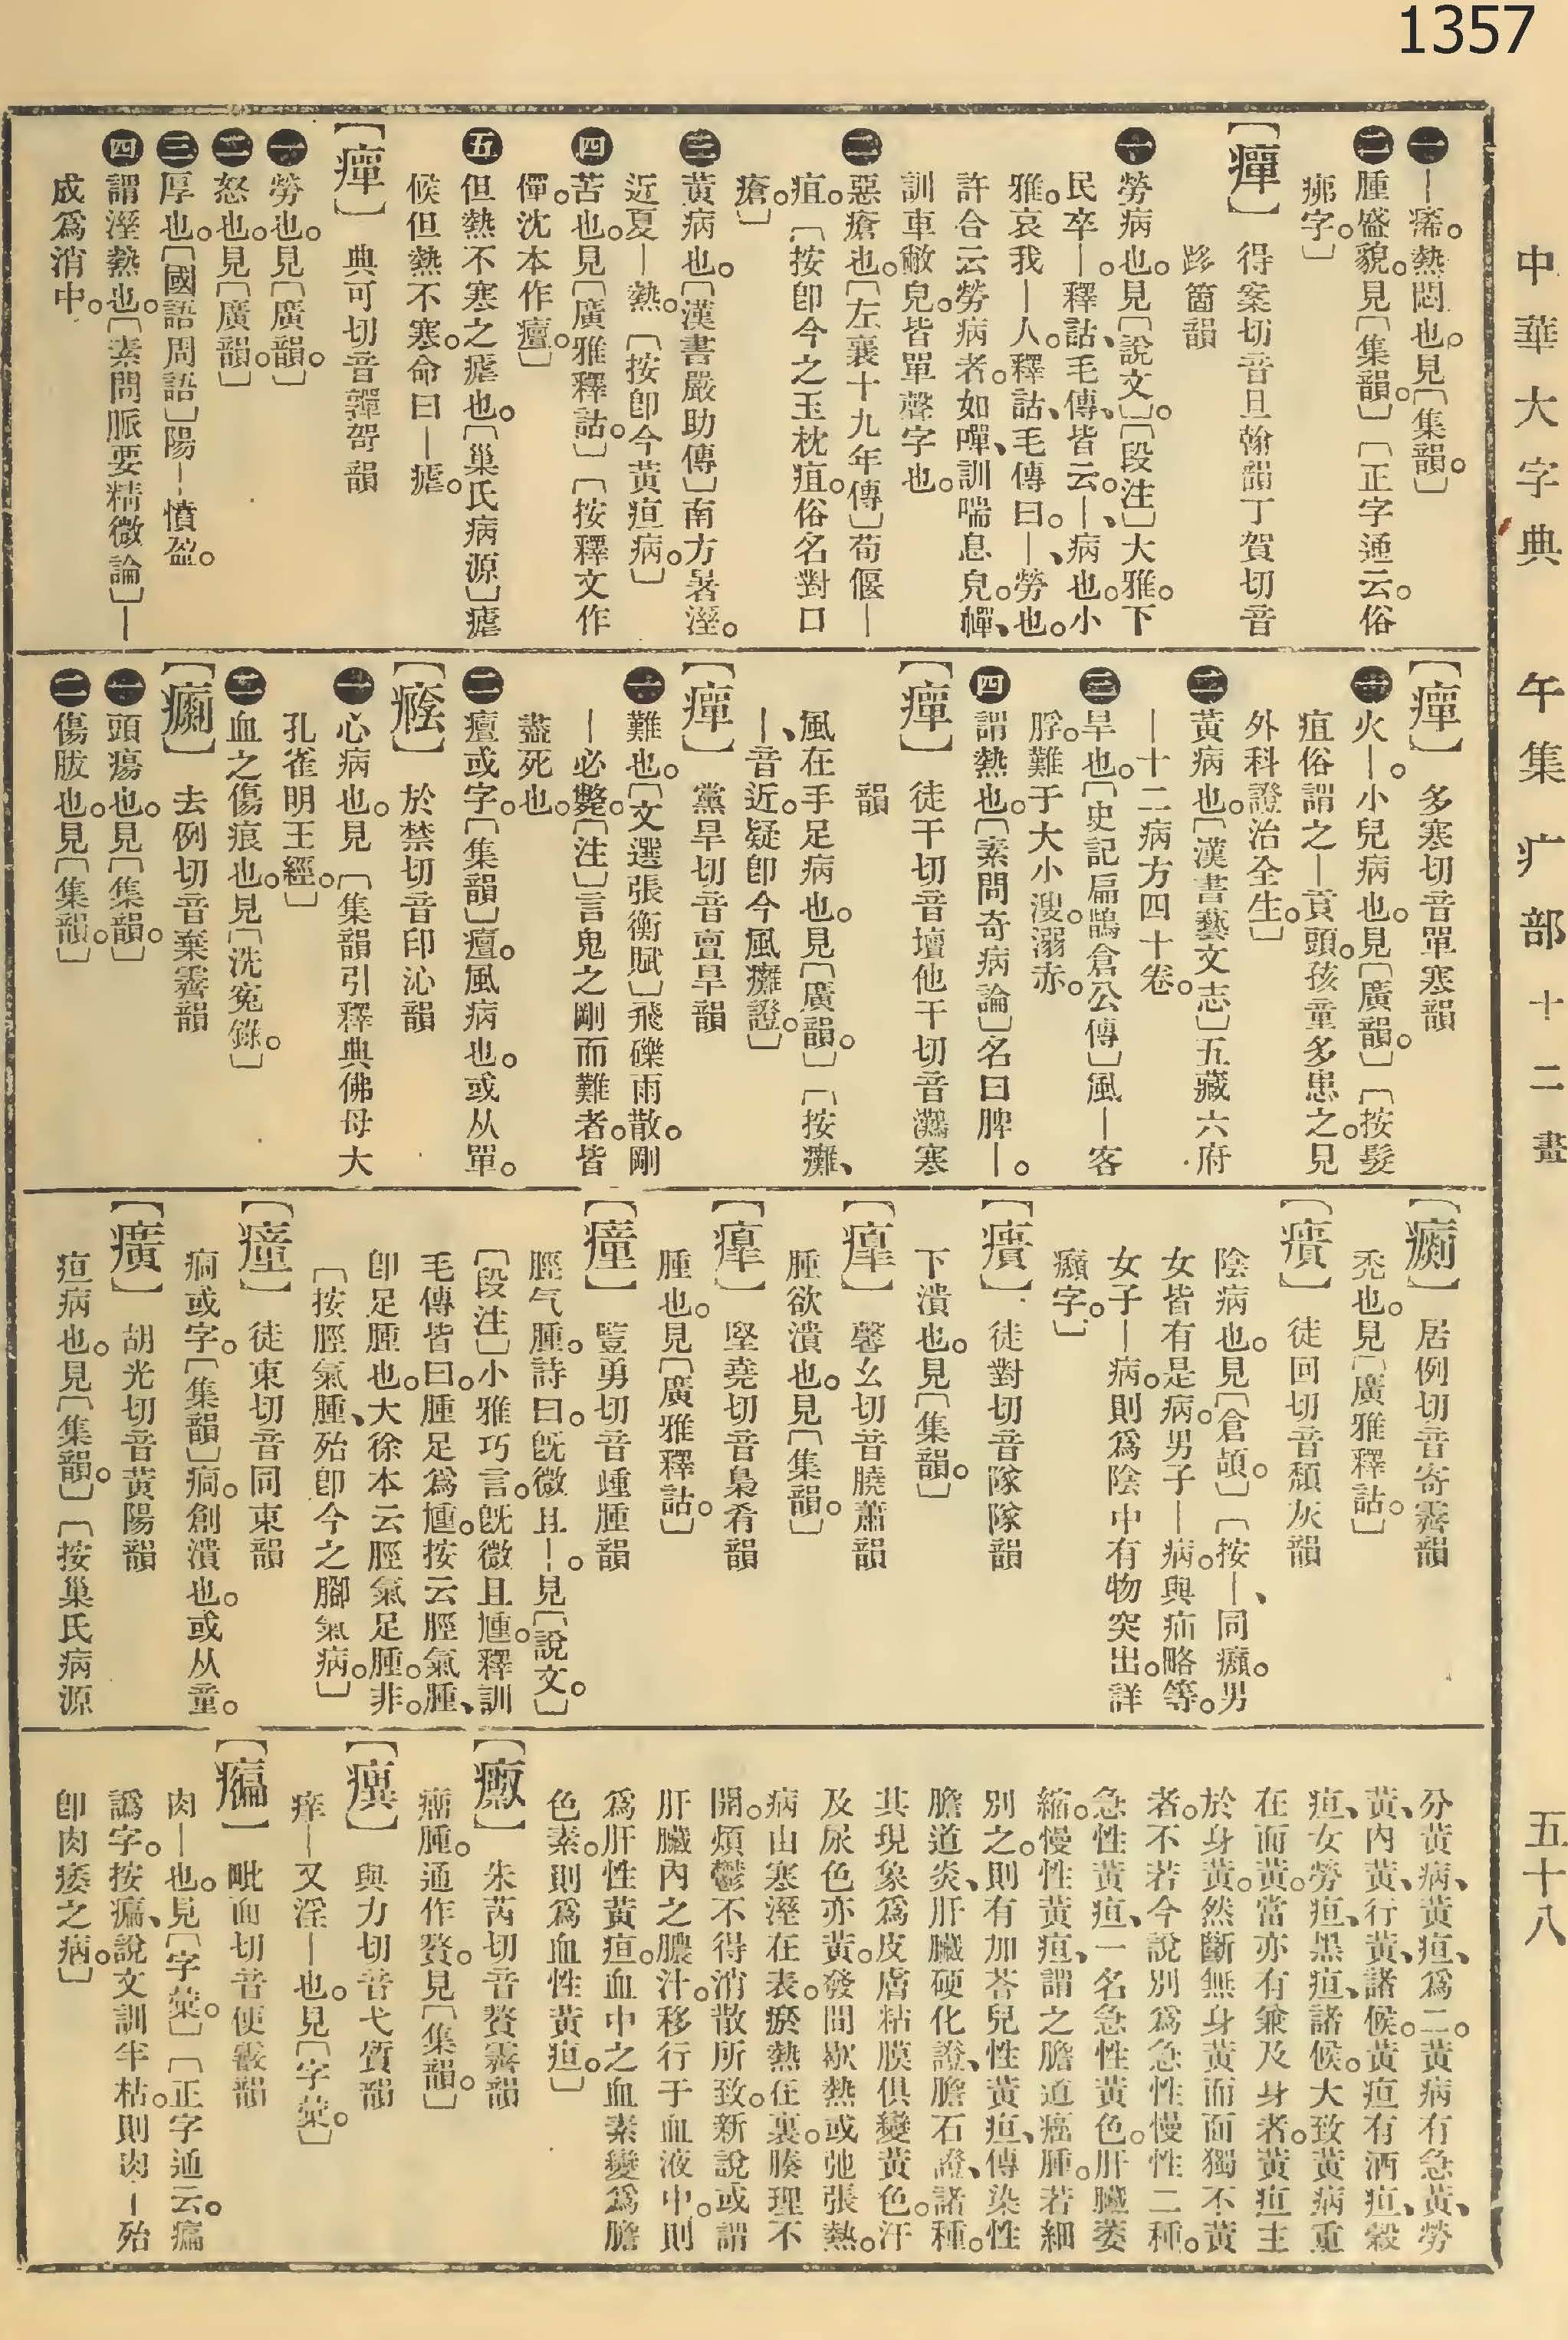 1357
中華大字典 午集 疒部 十二畫 五十八
㊀｜瘏。熱悶也。見〔集韻。〕
㊁腫盛貌。見〔集韻。〕〔正字通云。俗
疿字。〕
〔癉〕 得案切音旦翰韻丁賀切音
跢箇韻
㊀勞病也。見〔說文。〕〔段注〕大雅。下
民卒｜。釋詁、毛傳、皆云。｜、病也。小
雅。哀我｜人。釋詁、毛傳曰。｜、勞也。
許合云勞病者。如嘽、訓喘息皃。幝、
訓車敝皃。皆單聲字也。
㊁惡瘡也。〔左襄十九年傳〕荀偃｜
疽。〔按卽今之玉枕疽。俗名對口
瘡。〕
㊂黃病也。〔漢書嚴助傳〕南方暑溼。
近夏｜熱。〔按卽今黃疸病。〕
㊃苦也。見〔廣雅釋詁。〕〔按釋文作
僤。沈本作癉。〕
㊄但熱不寒之瘧也。〔巢氏病源〕瘧
候但熱不寒。命曰｜瘧。
〔癉〕 典可切音嚲哿韻
㊀勞也。見〔廣韻。〕
㊁怒也。見〔廣韻。〕
㊂厚也。〔國語周語〕陽｜憤盈。
㊃謂溼熱也。〔素問脈要精微論〕｜
成爲消中。
〔癉〕 多寒切音單寒韻
㊀火｜。小兒病也。見〔廣韻。〕〔按髮
疽俗謂之｜。頁頭。孩童多患之。見
外科證治全生。〕
㊁黃病也。〔漢書藝文志〕五藏六府
｜十二病方四十卷。
㊂旱也。〔史記扁鵲倉公傳〕風｜客
脬。難于大小溲。溺赤。
㊃謂熱也。〔素問奇病論〕名曰脾｜。
〔癉〕 徒干切音壇他干切音灘寒
韻
風在手足病也。見〔廣韻。〕〔按癱、
｜、音近。疑卽今風癱證。〕
〔癉〕 黨旱切音亶旱韻
㊀難也。〔文選張衡賦〕飛礫雨散。剛
｜必斃。〔注〕言鬼之剛而難者。皆
盡死也。
㊁癉或字。〔集韻〕癉。風病也。或从單。
〔癊〕 於禁切音印沁韻
㊀心病也。見〔集韻引釋典佛母大
孔雀明王經。〕
㊁血之傷痕也。見〔洗寃錄。〕
〔㿍〕 去例切音棄霽韻
㊀頭瘍也。見〔集韻。〕
㊁傷胈也。見〔集韻。〕
〔㿍〕 居例切音寄霽韻
禿也。見〔廣雅釋詁。〕
〔㿉〕 徒回切音頹灰韻
陰病也。見〔倉頡。〕〔按｜、同癩。男
女皆有是病。男子｜病。與疝略等。
女子｜病。則爲陰中有物突出。詳
癩字。〕
〔㿉〕 徒對切音隊隊韻
下潰也。見〔集韻。〕
〔㿋〕 馨幺切音膮蕭韻
腫欲潰也。見〔集韻。〕
〔㿋〕 堅堯切音梟肴韻
腫也。見〔廣雅釋詁。〕
〔㿈〕 豎勇切音尰腫韻
脛气腫。詩曰。旣微且｜。見〔說文。〕
〔段注〕小雅巧言。旣微且尰。釋訓
毛傳皆曰。腫足爲尰。按云脛氣腫、
卽足腫也。大徐本云脛氣足腫。非。
〔按脛氣腫、殆卽今之腳氣病。〕
〔㿈〕 徒東切音同東韻
痌或字。〔集韻〕痌。創潰也。或从童。
〔癀〕 胡光切音黃陽韻
疸病也。見〔集韻。〕〔按巢氏病源
分黃病、黃疸、爲二。黃病有急黃、勞
黃、內黃、行黃、諸候。黃疸有酒疸、穀
疸、女勞疸、黑疸、諸候。大致黃病重
在面黃。當亦有兼及身者。黃疸主
於身黃。然斷無身黃而面獨不黃
者。不若今說別爲急性慢性二種。
急性黃疸、一名急性黃色。肝臟萎
縮。慢性黃疸、謂之膽道癌腫。若細
別之。則有加荅兒性黃疸、傳染性
膽道炎、肝臟硬化證、膽石證、諸種。
其現象爲皮膚粘膜俱變黃色。汗
及尿色亦黃。發間歇熱或弛張熱。
病由寒溼在表。瘀熱在裏。腠理不
開。煩鬱不得消散所致。新說或謂
肝臟內之膿汁。移行于血液中。則
爲肝性黃疸。血中之血素變爲膽
色素。則爲血性黃疸。〕
〔㿌〕 朱芮切音贅霽韻
癅腫。通作贅。見〔集韻。〕
〔㿑〕 與力切音弋質韻
痒｜又淫｜也。見〔字彙。〕
〔㿒〕 毗面切音便霰韻
肉｜也。見〔字彙。〕〔正字通云。㾫
譌字。按㾫、說文訓半枯。則肉｜殆
卽肉痿之病。〕